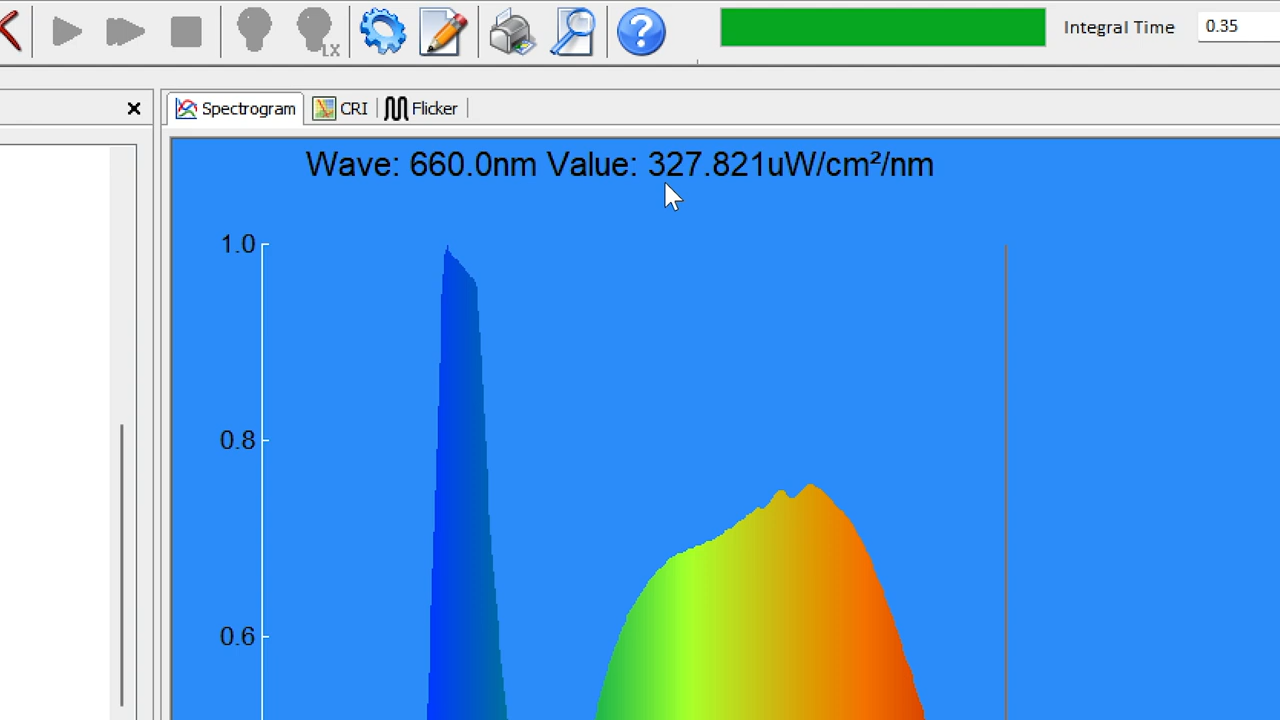 LX
Integral Time 0.35
Spectrogram CRI Flicker
Wave: 660.0nm Value: 327.821uW/cm²/nm
1.0
0.8
0.6